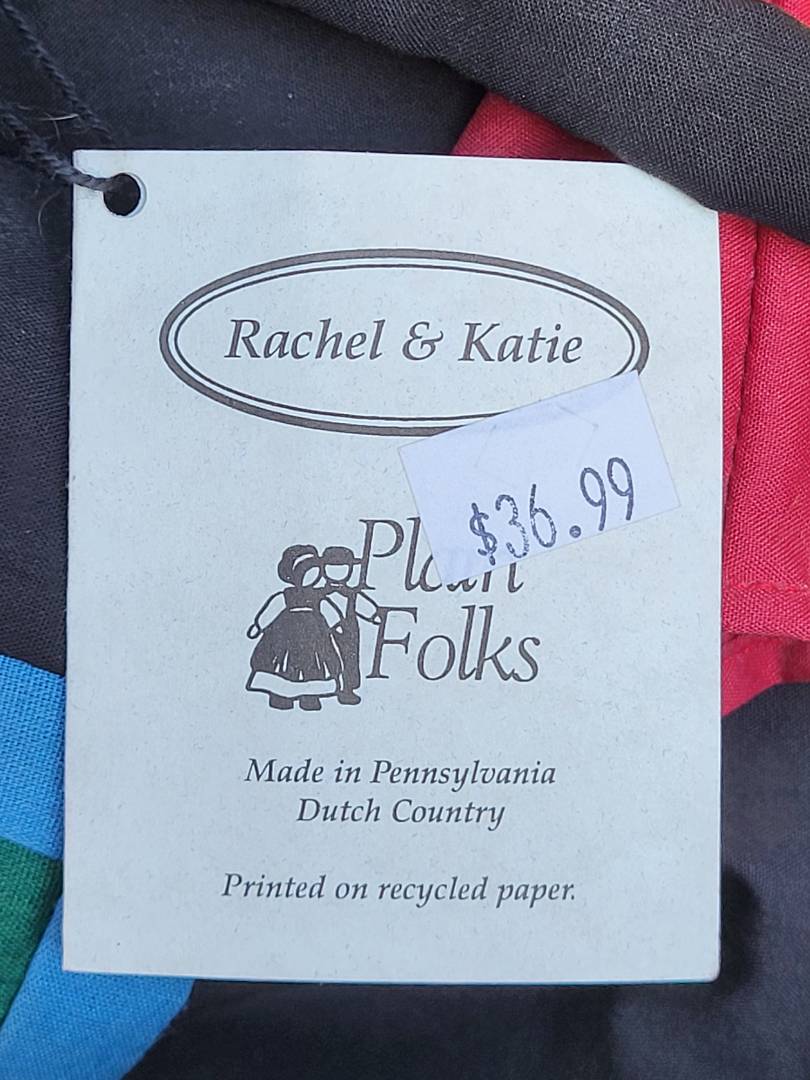 Rachel & Katie
$36.99
Plain
Folks
Made in Pennsylvania
Dutch Country
Printed on recycled paper.